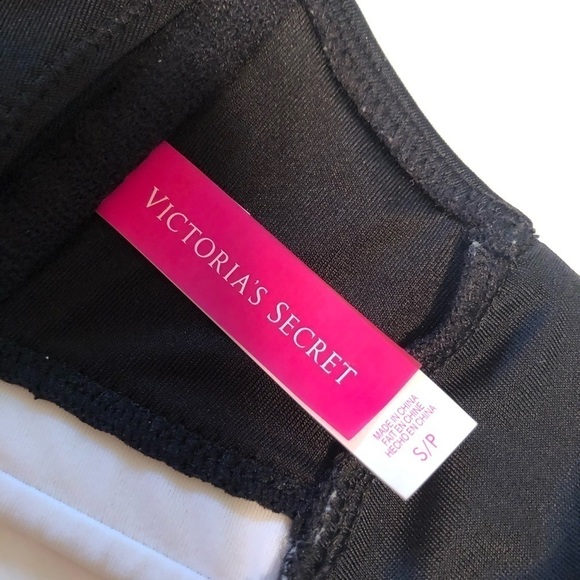 VICTORIA'S SECRET
MADE IN CHINA
FAIT EN CHINE
HECHO EN CHINA
S/P